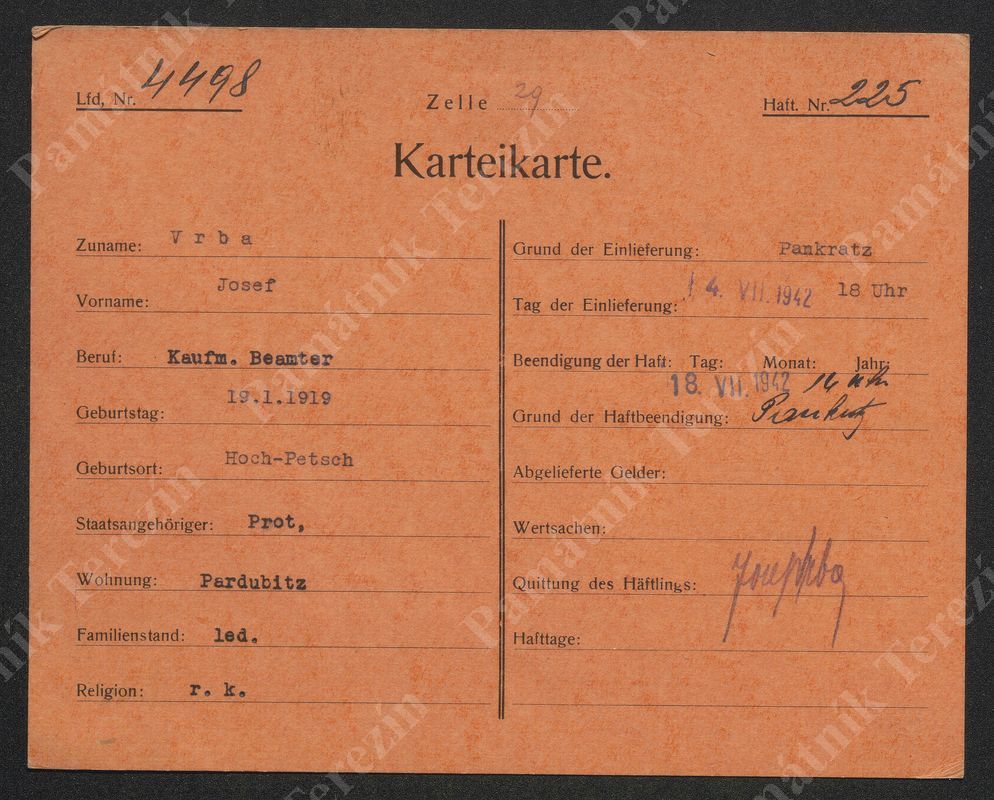 Lfd, Nr. 4498
Zelle 29
Haft. Nr. 225
Karteikarte.
Zuname: Vrba
Vorname: Josef
Beruf: Kaufm. Beamter
Geburtstag: 19.1.1919
Geburtsort: Hoch-Petsch
Staatsangehöriger: Prot,
Wohnung: Pardubitz
Familienstand: led.
Religion: r. k.
Grund der Einlieferung: Pankratz
Tag der Einlieferung: 14. VII. 1942 18 Uhr
Beendigung der Haft: Tag: Monat: Jahr:
18. VII. 1942 14 Uhr
Grund der Haftbeendigung: Pankratz
Abgelieferte Gelder:
Wertsachen:
Quittung des Häftlings:
Hafttage:
Památník Terezín